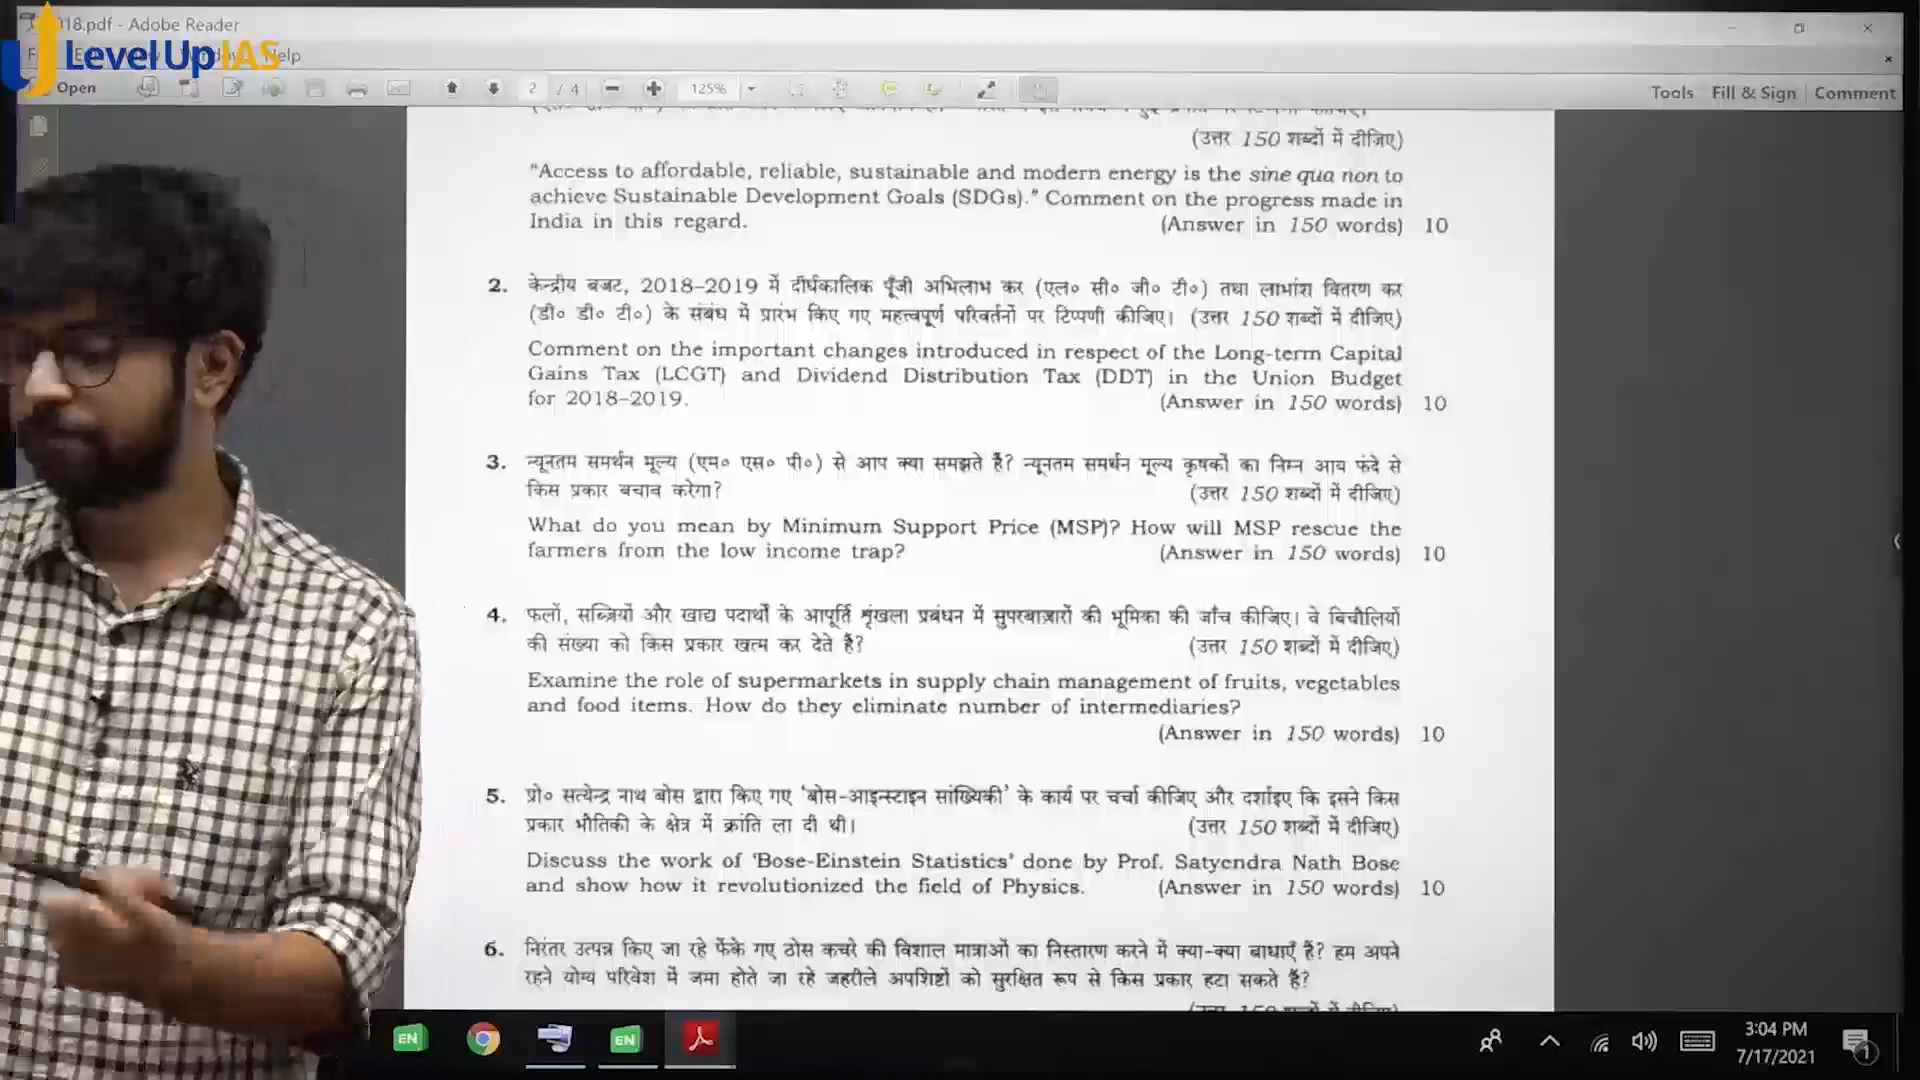 018.pdf - Adobe Reader
LevelUp IAS
Help
Open
2 / 4
125%
Tools Fill & Sign Comment
(उत्तर 150 शब्दों में दीजिए)
"Access to affordable, reliable, sustainable and modern energy is the sine qua non to
achieve Sustainable Development Goals (SDGs)." Comment on the progress made in
India in this regard. (Answer in 150 words) 10
2. केन्द्रीय बजट, 2018–2019 में दीर्घकालिक पूँजी अभिलाभ कर (एल० सी० जी० टी०) तथा लाभांश वितरण कर
(डी० डी० टी०) के संबंध में प्रारंभ किए गए महत्त्वपूर्ण परिवर्तनों पर टिप्पणी कीजिए। (उत्तर 150 शब्दों में दीजिए)
Comment on the important changes introduced in respect of the Long-term Capital
Gains Tax (LCGT) and Dividend Distribution Tax (DDT) in the Union Budget
for 2018–2019. (Answer in 150 words) 10
3. न्यूनतम समर्थन मूल्य (एम० एस० पी०) से आप क्या समझते हैं? न्यूनतम समर्थन मूल्य कृषकों का निम्न आय फंदे से
किस प्रकार बचाव करेगा? (उत्तर 150 शब्दों में दीजिए)
What do you mean by Minimum Support Price (MSP)? How will MSP rescue the
farmers from the low income trap? (Answer in 150 words) 10
4. फलों, सब्ज़ियों और खाद्य पदार्थों के आपूर्ति शृंखला प्रबंधन में सुपरबाज़ारों की भूमिका की जाँच कीजिए। वे बिचौलियों
की संख्या को किस प्रकार खत्म कर देते हैं? (उत्तर 150 शब्दों में दीजिए)
Examine the role of supermarkets in supply chain management of fruits, vegetables
and food items. How do they eliminate number of intermediaries?
(Answer in 150 words) 10
5. प्रो० सत्येन्द्र नाथ बोस द्वारा किए गए 'बोस-आइन्स्टाइन सांख्यिकी' के कार्य पर चर्चा कीजिए और दर्शाइए कि इसने किस
प्रकार भौतिकी के क्षेत्र में क्रांति ला दी थी। (उत्तर 150 शब्दों में दीजिए)
Discuss the work of 'Bose-Einstein Statistics' done by Prof. Satyendra Nath Bose
and show how it revolutionized the field of Physics. (Answer in 150 words) 10
6. निरंतर उत्पन्न किए जा रहे फेंके गए ठोस कचरे की विशाल मात्राओं का निस्तारण करने में क्या-क्या बाधाएँ हैं? हम अपने
रहने योग्य परिवेश में जमा होते जा रहे जहरीले अपशिष्टों को सुरक्षित रूप से किस प्रकार हटा सकते हैं?
EN
EN
3:04 PM
7/17/2021
1